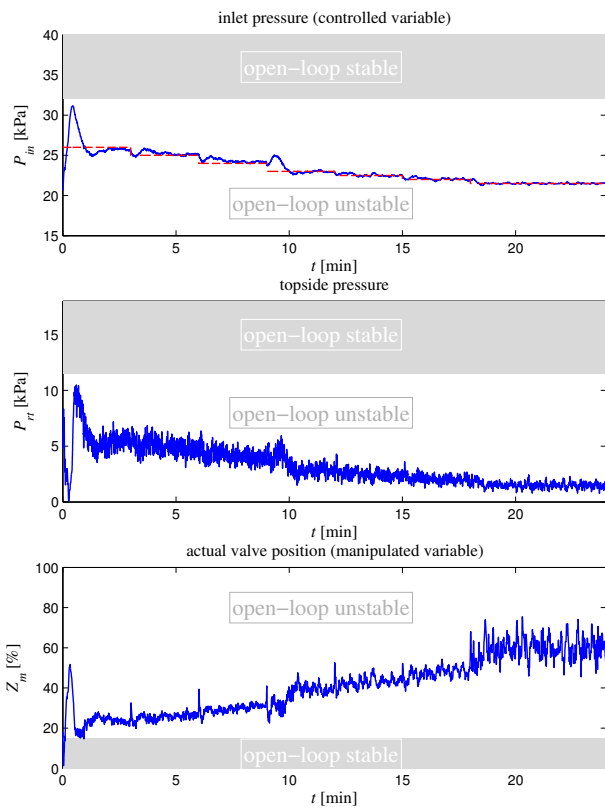 inlet pressure (controlled variable)
40
35
30
25
20
15
P_in [kPa]
open−loop stable
open−loop unstable
0 5 10 15 20
t [min]
topside pressure
15
10
5
0
P_rt [kPa]
open−loop stable
open−loop unstable
0 5 10 15 20
t [min]
actual valve position (manipulated variable)
100
80
60
40
20
0
Z_m [%]
open−loop unstable
open−loop stable
0 5 10 15 20
t [min]